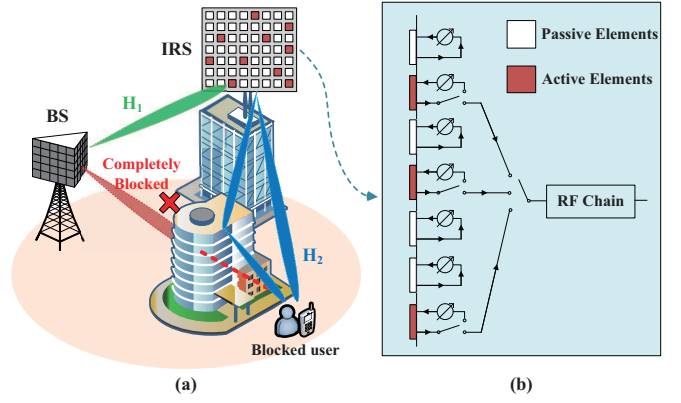 IRS
BS
H1
Completely
Blocked
H2
Blocked user
(a)
Passive Elements
Active Elements
RF Chain
(b)